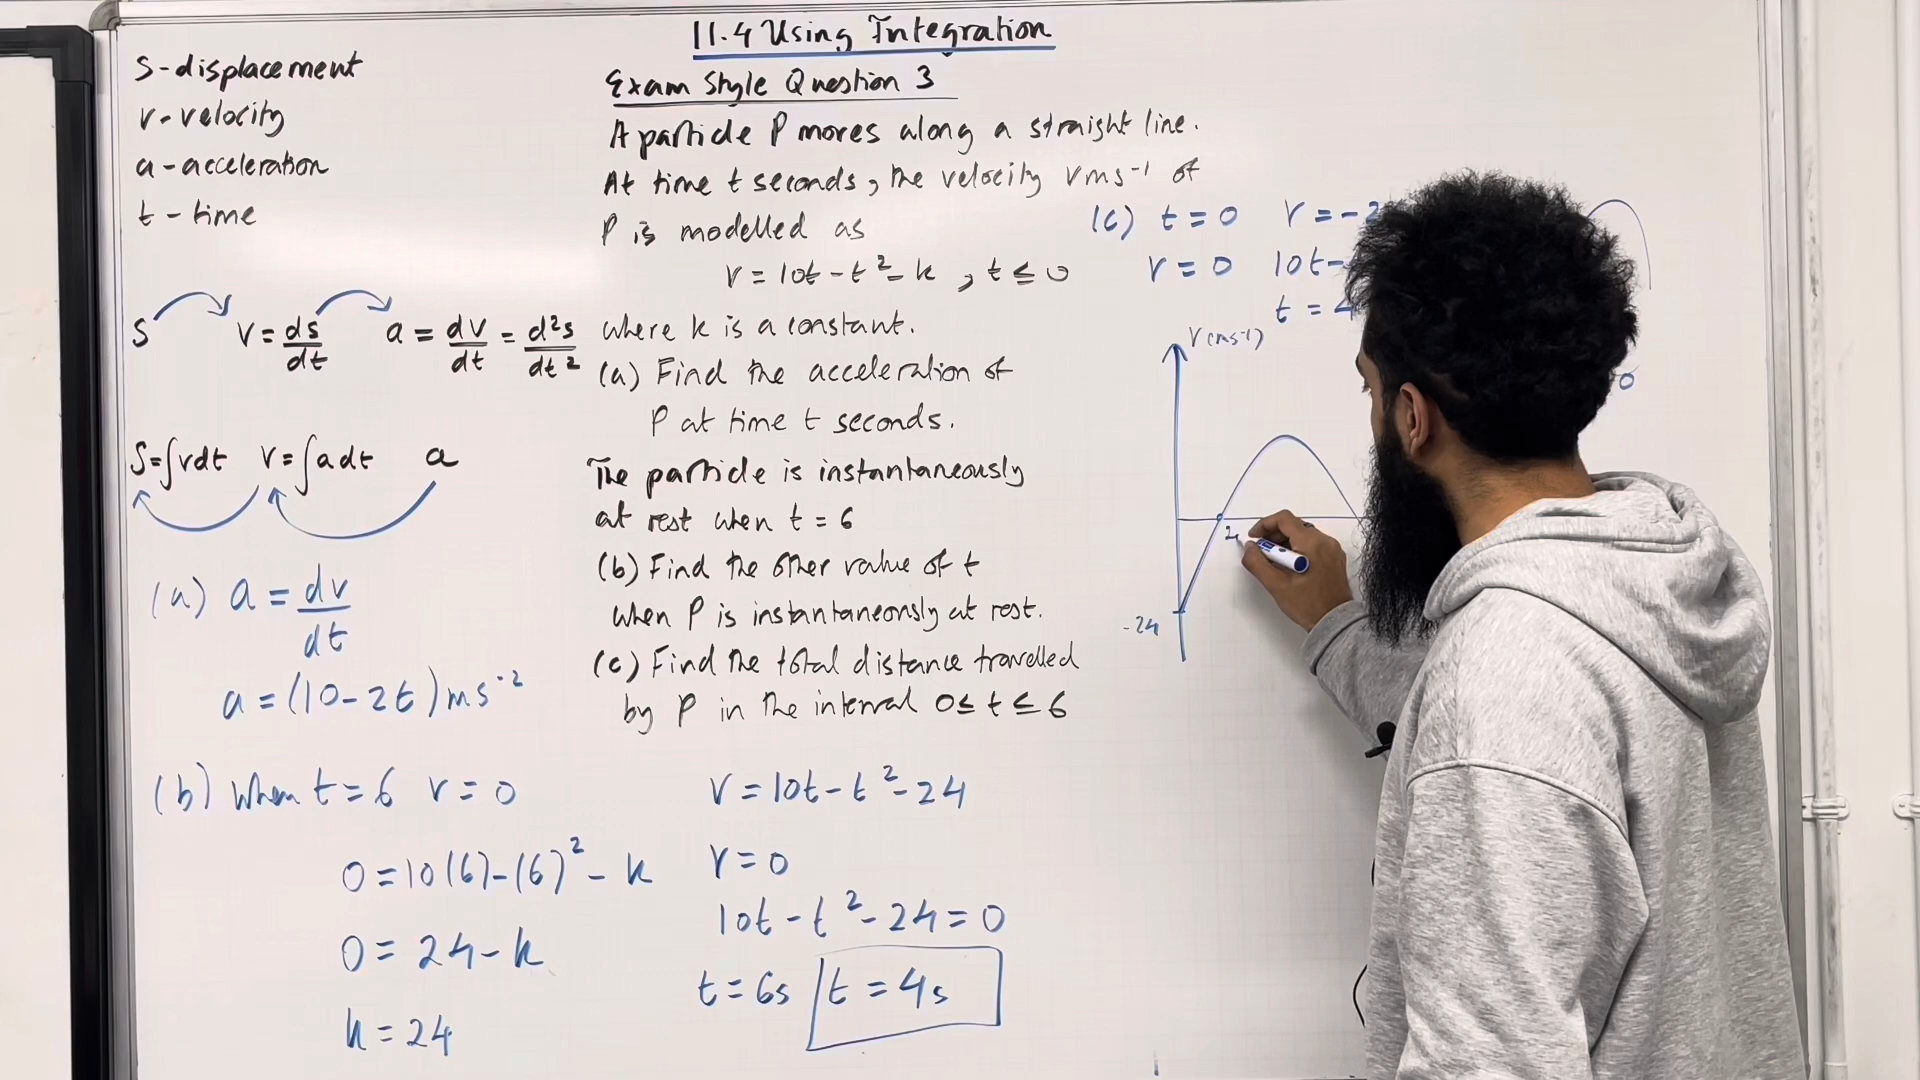 11.4 Using Integration
s - displacement
v - velocity
a - acceleration
t - time
s v = ds/dt a = dv/dt = d²s/dt²
s = ∫vdt v = ∫adt a
(a) a = dv/dt
a = (10 - 2t) ms⁻²
(b) when t = 6 v = 0
0 = 10(6) - (6)² - k
0 = 24 - k
k = 24
Exam Style Question 3
A particle P moves along a straight line.
At time t seconds, the velocity v ms⁻¹ of
P is modelled as
v = 10t - t² - k , t ≤ 0
where k is a constant.
(a) Find the acceleration of
P at time t seconds.
The particle is instantaneously
at rest when t = 6
(b) Find the other value of t
when P is instantaneously at rest.
(c) Find the total distance travelled
by P in the interval 0 ≤ t ≤ 6
v = 10t - t² - 24
v = 0
10t - t² - 24 = 0
t = 6s t = 4s
(c) t = 0 v = -2
v = 0 10t -
t = 4
v (ms⁻¹)
-24